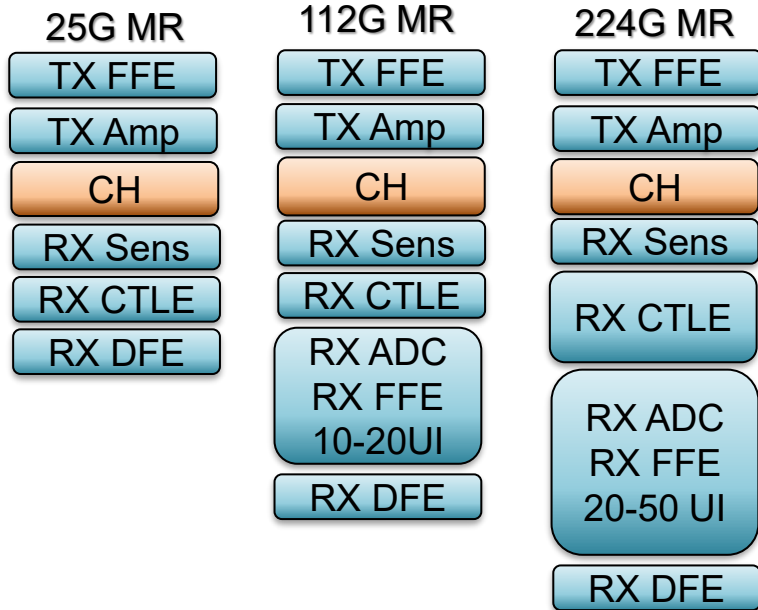 25G MR
TX FFE
TX Amp
CH
RX Sens
RX CTLE
RX DFE
112G MR
TX FFE
TX Amp
CH
RX Sens
RX CTLE
RX ADC
RX FFE
10-20UI
RX DFE
224G MR
TX FFE
TX Amp
CH
RX Sens
RX CTLE
RX ADC
RX FFE
20-50 UI
RX DFE